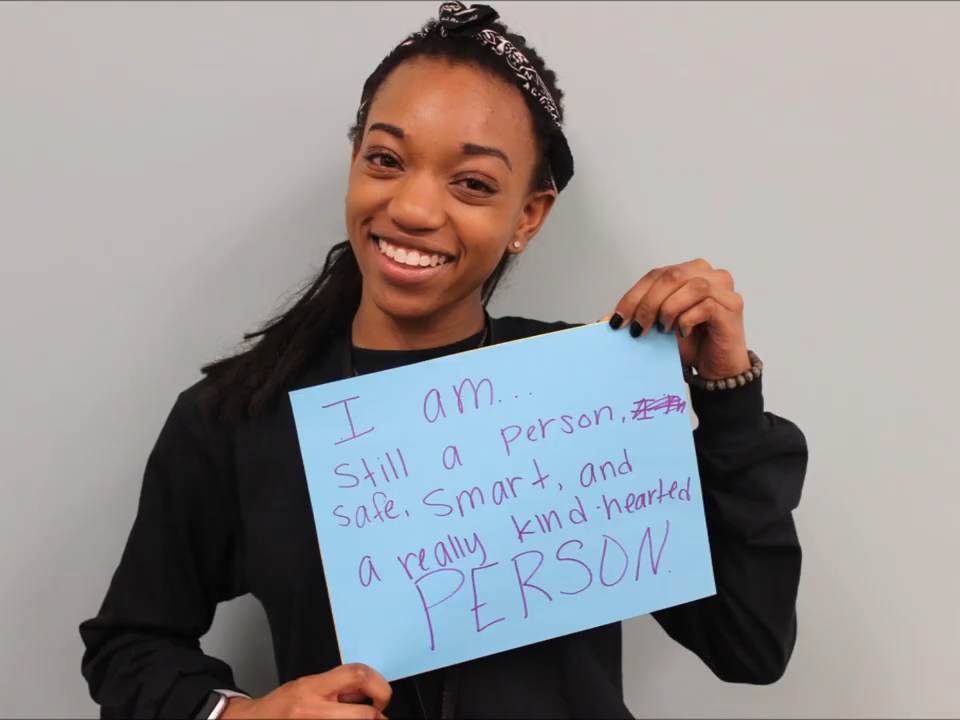 I am...
Still a person,
safe, smart, and
a really kind-hearted
PERSON.